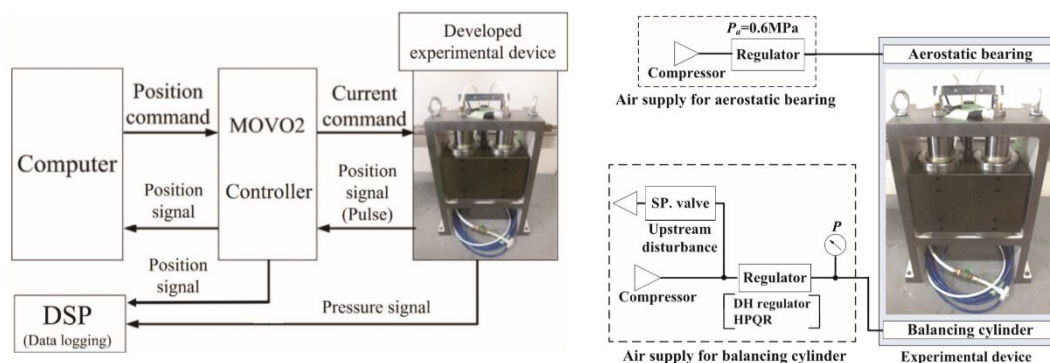 Developed
experimental device
Computer
Position
command
MOVO2
Controller
Current
command
Position
signal
Position
signal
(Pulse)
Position
signal
DSP
(Data logging)
Pressure signal
Pa=0.6MPa
Regulator
Compressor
Air supply for aerostatic bearing
Aerostatic bearing
SP. valve
Upstream
disturbance
P
Compressor
Regulator
DH regulator
HPQR
Air supply for balancing cylinder
Balancing cylinder
Experimental device